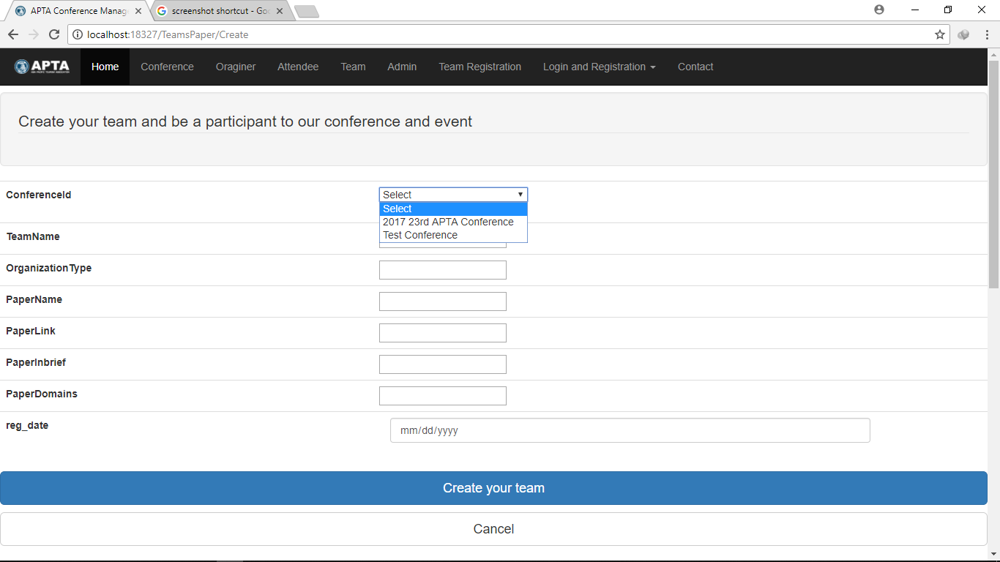 APTA Conference Manag
screenshot shortcut - Goo
localhost:18327/TeamsPaper/Create
APTA Home Conference Oraginer Attendee Team Admin Team Registration Login and Registration Contact
Create your team and be a participant to our conference and event
ConferenceId Select
Select
2017 23rd APTA Conference
Test Conference
TeamName
OrganizationType
PaperName
PaperLink
PaperInbrief
PaperDomains
reg_date mm/dd/yyyy
Create your team
Cancel